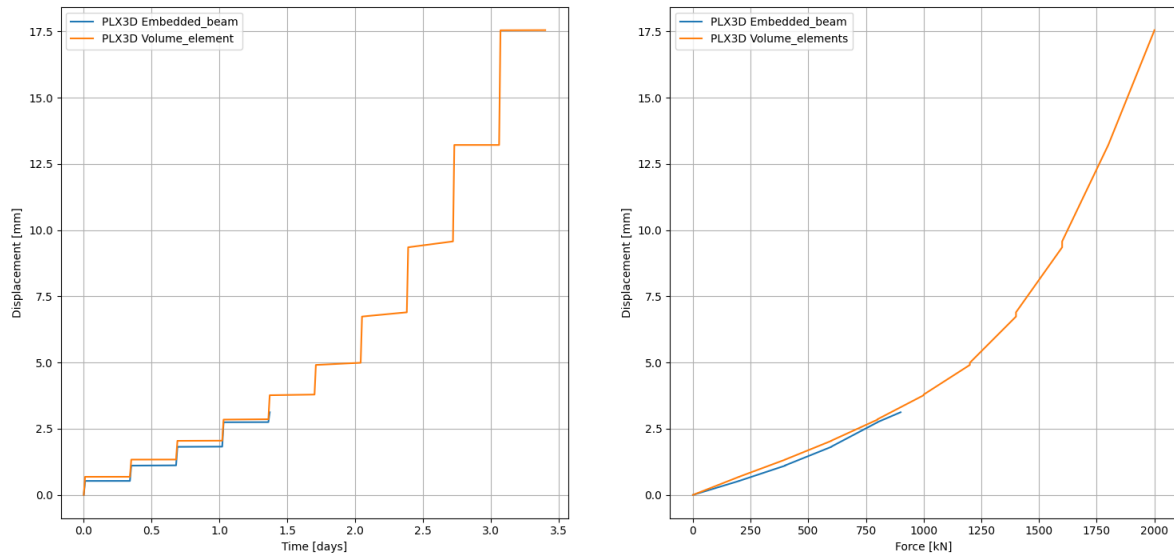 PLX3D Embedded_beam
PLX3D Volume_element
17.5
15.0
12.5
10.0
7.5
5.0
2.5
0.0
Displacement [mm]
0.0 0.5 1.0 1.5 2.0 2.5 3.0 3.5
Time [days]
PLX3D Embedded_beam
PLX3D Volume_elements
17.5
15.0
12.5
10.0
7.5
5.0
2.5
0.0
Displacement [mm]
0 250 500 750 1000 1250 1500 1750 2000
Force [kN]